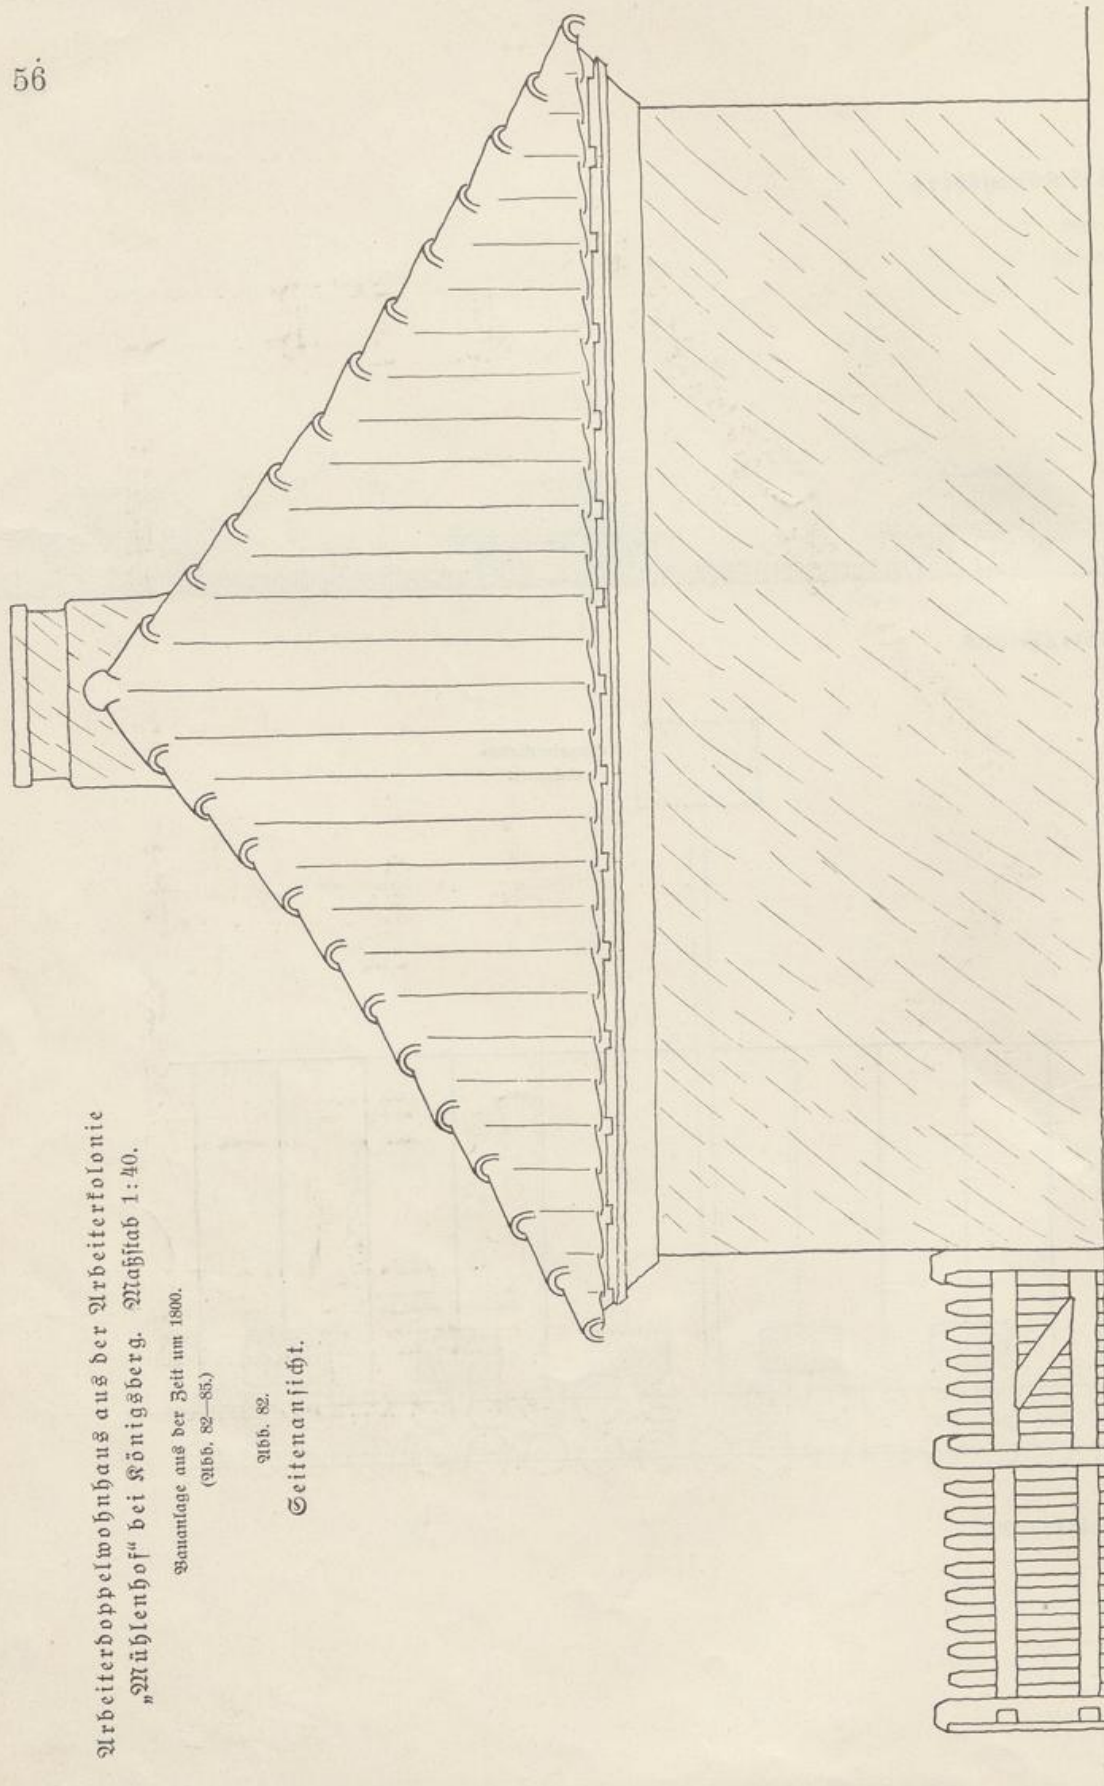 56
Arbeiterdoppelwohnhaus aus der Arbeiterkolonie
„Mühlenhof“ bei Königsberg. Maßstab 1:40.
Bauanlage aus der Zeit um 1800.
(Abb. 82—85.)
Abb. 82.
Seitenansicht.